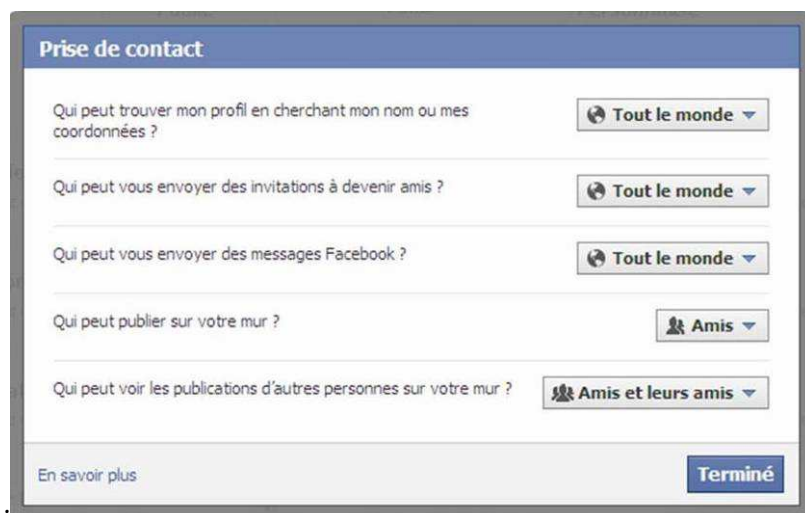 Prise de contact
Qui peut trouver mon profil en cherchant mon nom ou mes
coordonnées ?
Tout le monde
Qui peut vous envoyer des invitations à devenir amis ?
Tout le monde
Qui peut vous envoyer des messages Facebook ?
Tout le monde
Qui peut publier sur votre mur ?
Amis
Qui peut voir les publications d'autres personnes sur votre mur ?
Amis et leurs amis
En savoir plus
Terminé
.